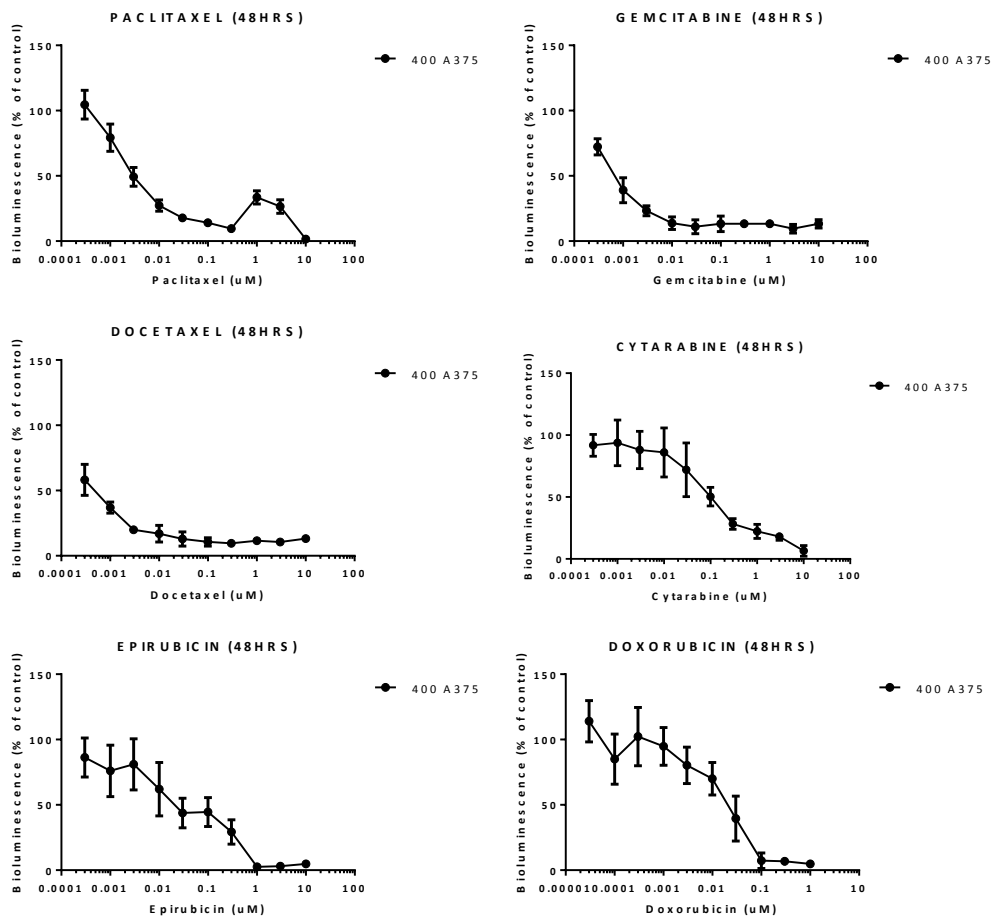 PACLITAXEL (48HRS)
Bioluminescence (% of control)
150
100
50
0
0.0001 0.001 0.01 0.1 1 10 100
Paclitaxel (uM)
400 A375
GEMCITABINE (48HRS)
Bioluminescence (% of control)
150
100
50
0
0.0001 0.001 0.01 0.1 1 10 100
Gemcitabine (uM)
400 A375
DOCETAXEL (48HRS)
Bioluminescence (% of control)
150
100
50
0
0.0001 0.001 0.01 0.1 1 10 100
Docetaxel (uM)
400 A375
CYTARABINE (48HRS)
Bioluminescence (% of control)
150
100
50
0
0.0001 0.001 0.01 0.1 1 10 100
Cytarabine (uM)
400 A375
EPIRUBICIN (48HRS)
Bioluminescence (% of control)
150
100
50
0
0.0001 0.001 0.01 0.1 1 10 100
Epirubicin (uM)
400 A375
DOXORUBICIN (48HRS)
Bioluminescence (% of control)
150
100
50
0
0.000010.0001 0.001 0.01 0.1 1 10
Doxorubicin (uM)
400 A375